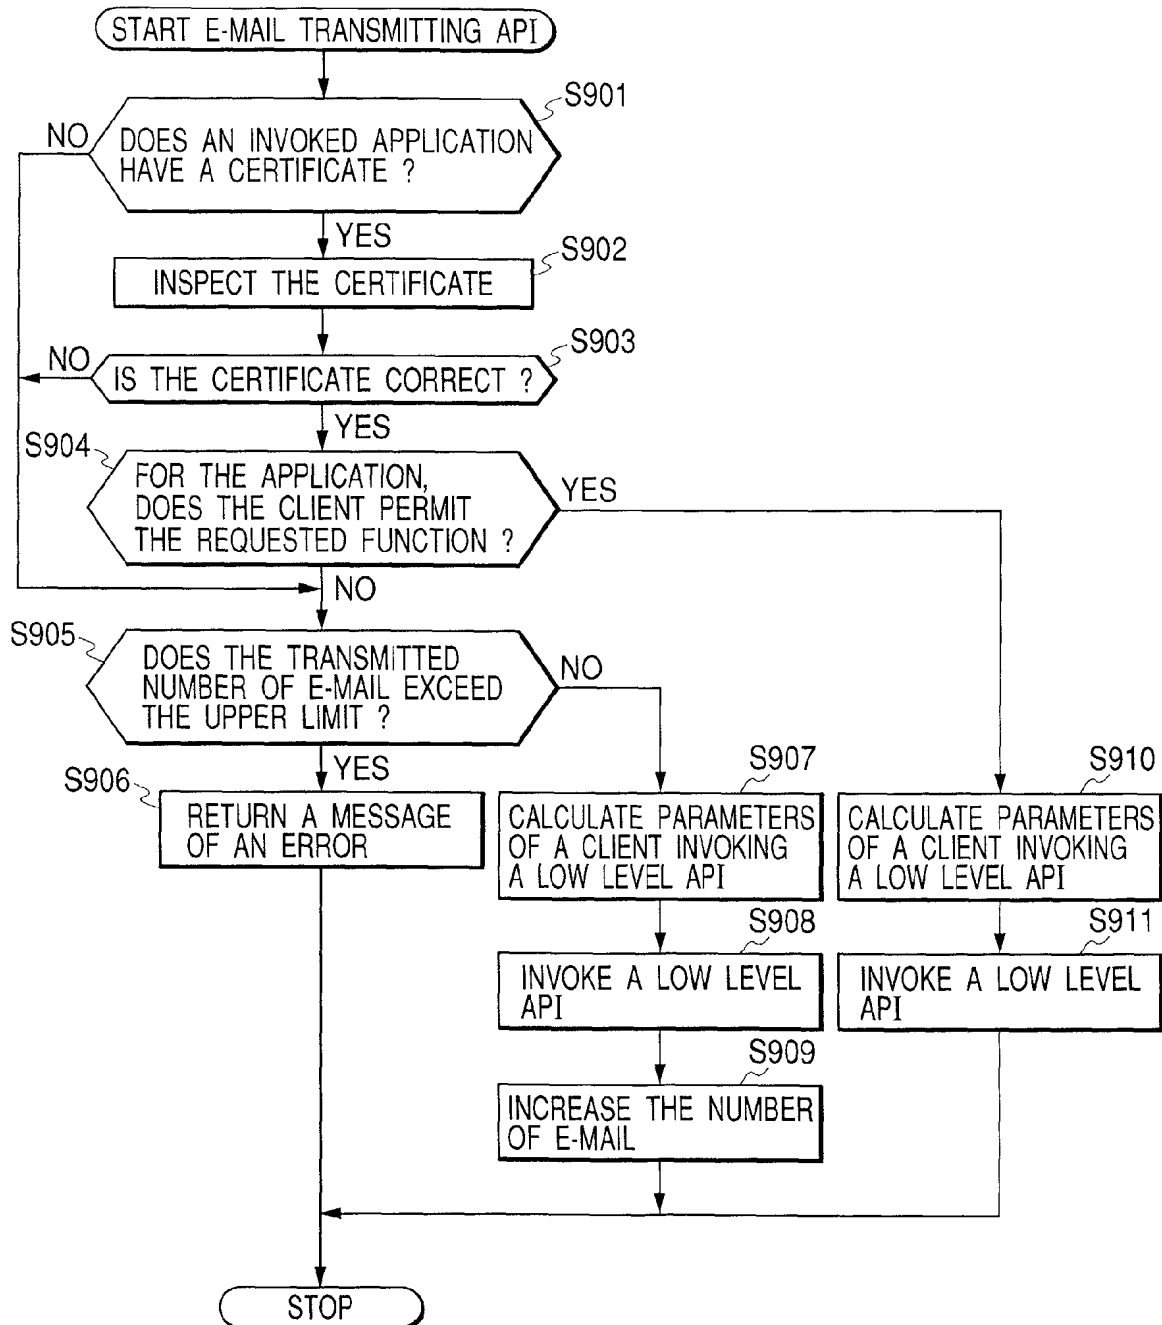 START E-MAIL TRANSMITTING API
S901
NO
DOES AN INVOKED APPLICATION
HAVE A CERTIFICATE ?
YES
S902
INSPECT THE CERTIFICATE
S903
NO
IS THE CERTIFICATE CORRECT ?
YES
S904
FOR THE APPLICATION,
DOES THE CLIENT PERMIT
THE REQUESTED FUNCTION ?
YES
NO
S905
DOES THE TRANSMITTED
NUMBER OF E-MAIL EXCEED
THE UPPER LIMIT ?
NO
YES
S906
RETURN A MESSAGE
OF AN ERROR
S907
CALCULATE PARAMETERS
OF A CLIENT INVOKING
A LOW LEVEL API
S910
CALCULATE PARAMETERS
OF A CLIENT INVOKING
A LOW LEVEL API
S908
INVOKE A LOW LEVEL
API
S911
INVOKE A LOW LEVEL
API
S909
INCREASE THE NUMBER
OF E-MAIL
STOP